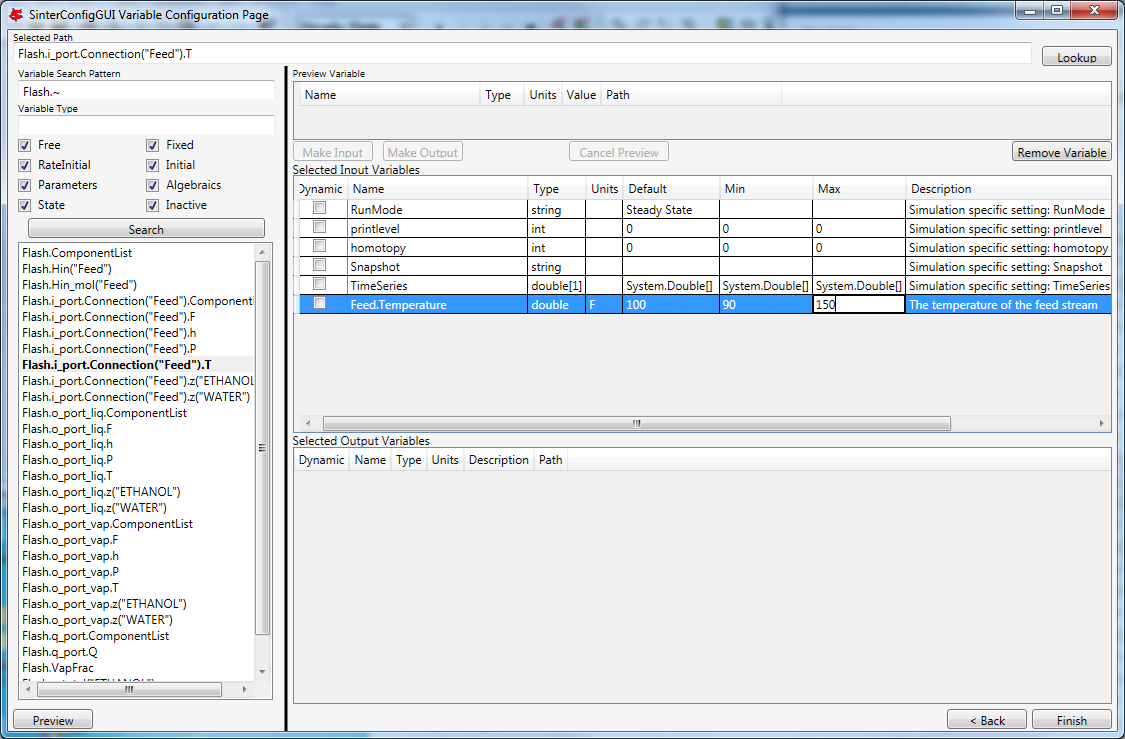 SinterConfigGUI Variable Configuration Page
Selected Path
Flash.i_port.Connection("Feed").T
Lookup
Variable Search Pattern
Flash.~
Variable Type
Free Fixed
RateInitial Initial
Parameters Algebraics
State Inactive
Search
Flash.ComponentList
Flash.Hin("Feed")
Flash.Hin_mol("Feed")
Flash.i_port.Connection("Feed").Component
Flash.i_port.Connection("Feed").F
Flash.i_port.Connection("Feed").h
Flash.i_port.Connection("Feed").P
Flash.i_port.Connection("Feed").T
Flash.i_port.Connection("Feed").z("ETHANOL
Flash.i_port.Connection("Feed").z("WATER")
Flash.o_port_liq.ComponentList
Flash.o_port_liq.F
Flash.o_port_liq.h
Flash.o_port_liq.P
Flash.o_port_liq.T
Flash.o_port_liq.z("ETHANOL")
Flash.o_port_liq.z("WATER")
Flash.o_port_vap.ComponentList
Flash.o_port_vap.F
Flash.o_port_vap.h
Flash.o_port_vap.P
Flash.o_port_vap.T
Flash.o_port_vap.z("ETHANOL")
Flash.o_port_vap.z("WATER")
Flash.q_port.ComponentList
Flash.q_port.Q
Flash.VapFrac
Preview
Preview Variable
Name Type Units Value Path
Make Input Make Output Cancel Preview Remove Variable
Selected Input Variables
Dynamic Name Type Units Default Min Max Description
RunMode string Steady State Simulation specific setting: RunMode
printlevel int 0 0 0 Simulation specific setting: printlevel
homotopy int 0 0 0 Simulation specific setting: homotopy
Snapshot string Simulation specific setting: Snapshot
TimeSeries double[1] System.Double[] System.Double[] System.Double[] Simulation specific setting: TimeSeries
Feed.Temperature double F 100 90 150 The temperature of the feed stream
Selected Output Variables
Dynamic Name Type Units Description Path
< Back Finish